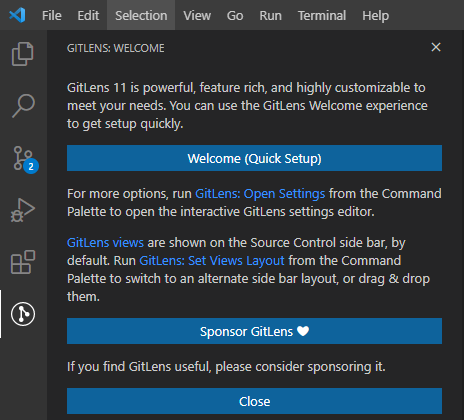 File Edit Selection View Go Run Terminal Help
GITLENS: WELCOME
GitLens 11 is powerful, feature rich, and highly customizable to
meet your needs. You can use the GitLens Welcome experience
to get setup quickly.
Welcome (Quick Setup)
For more options, run GitLens: Open Settings from the Command
Palette to open the interactive GitLens settings editor.
2
GitLens views are shown on the Source Control side bar, by
default. Run GitLens: Set Views Layout from the Command
Palette to switch to an alternate side bar layout, or drag & drop
them.
Sponsor GitLens 🤍
If you find GitLens useful, please consider sponsoring it.
Close